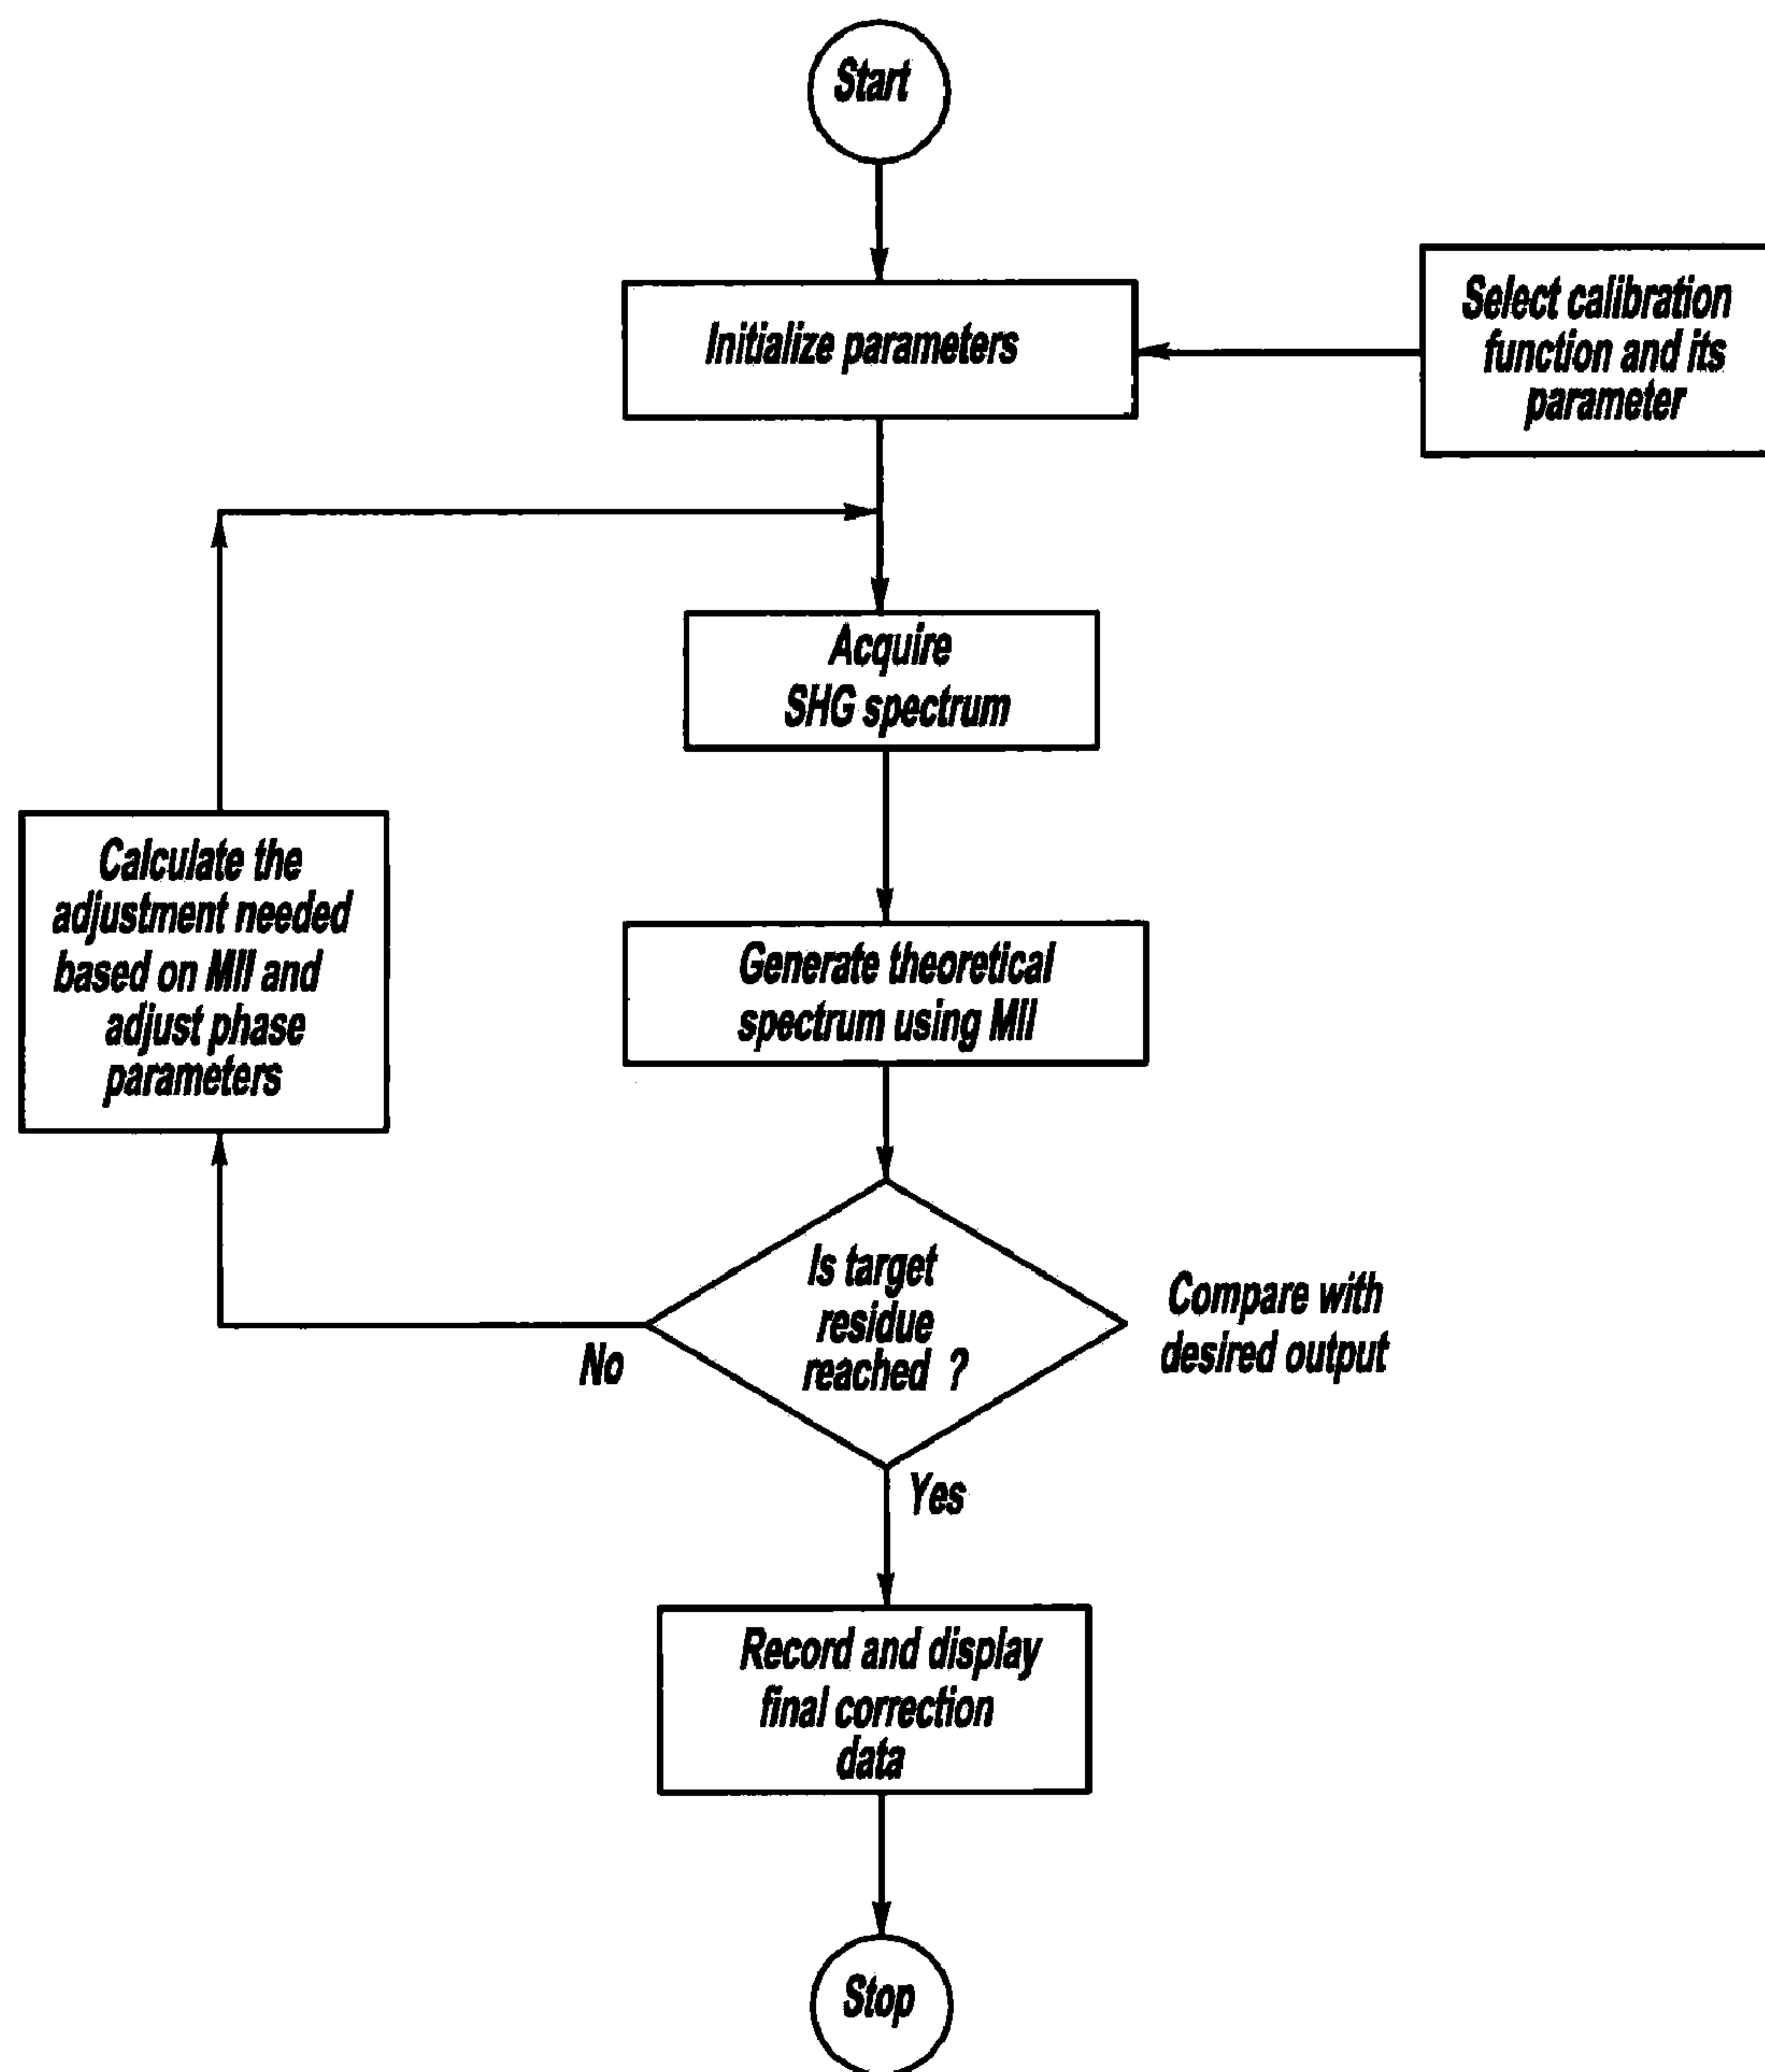 Start
Initialize parameters
Select calibration
function and its
parameter
Acquire
SHG spectrum
Calculate the
adjustment needed
based on MII and
adjust phase
parameters
Generate theoretical
spectrum using MII
Is target
residue
reached ?
Compare with
desired output
No
Yes
Record and display
final correction
data
Stop